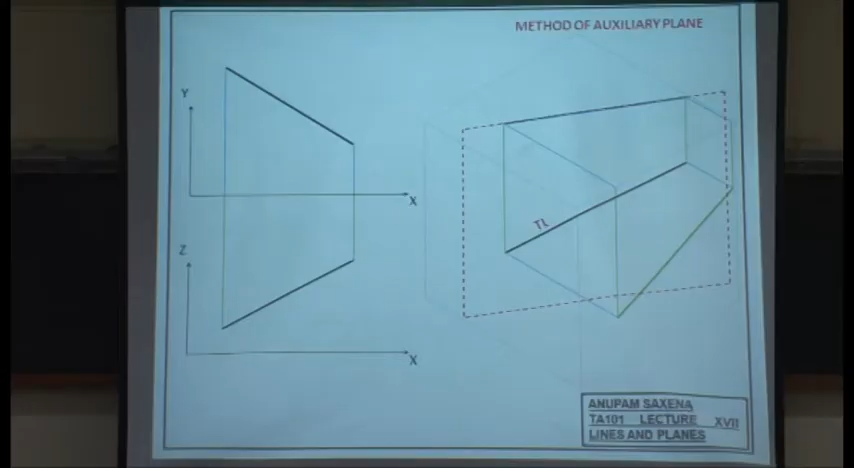 METHOD OF AUXILIARY PLANE
Y
X
Z
X
TL
ANUPAM SAXENA
TA101 LECTURE XVII
LINES AND PLANES